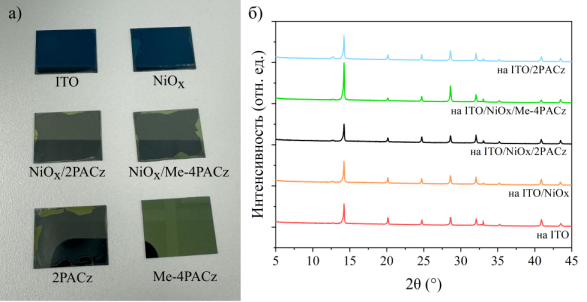 а)
ITO
NiOx
NiOx/2PACz
NiOx/Me-4PACz
2PACz
Me-4PACz
б)
Интенсивность (отн. ед.)
на ITO/2PACz
на ITO/NiOx/Me-4PACz
на ITO/NiOx/2PACz
на ITO/NiOx
на ITO
5 10 15 20 25 30 35 40 45
2θ (°)